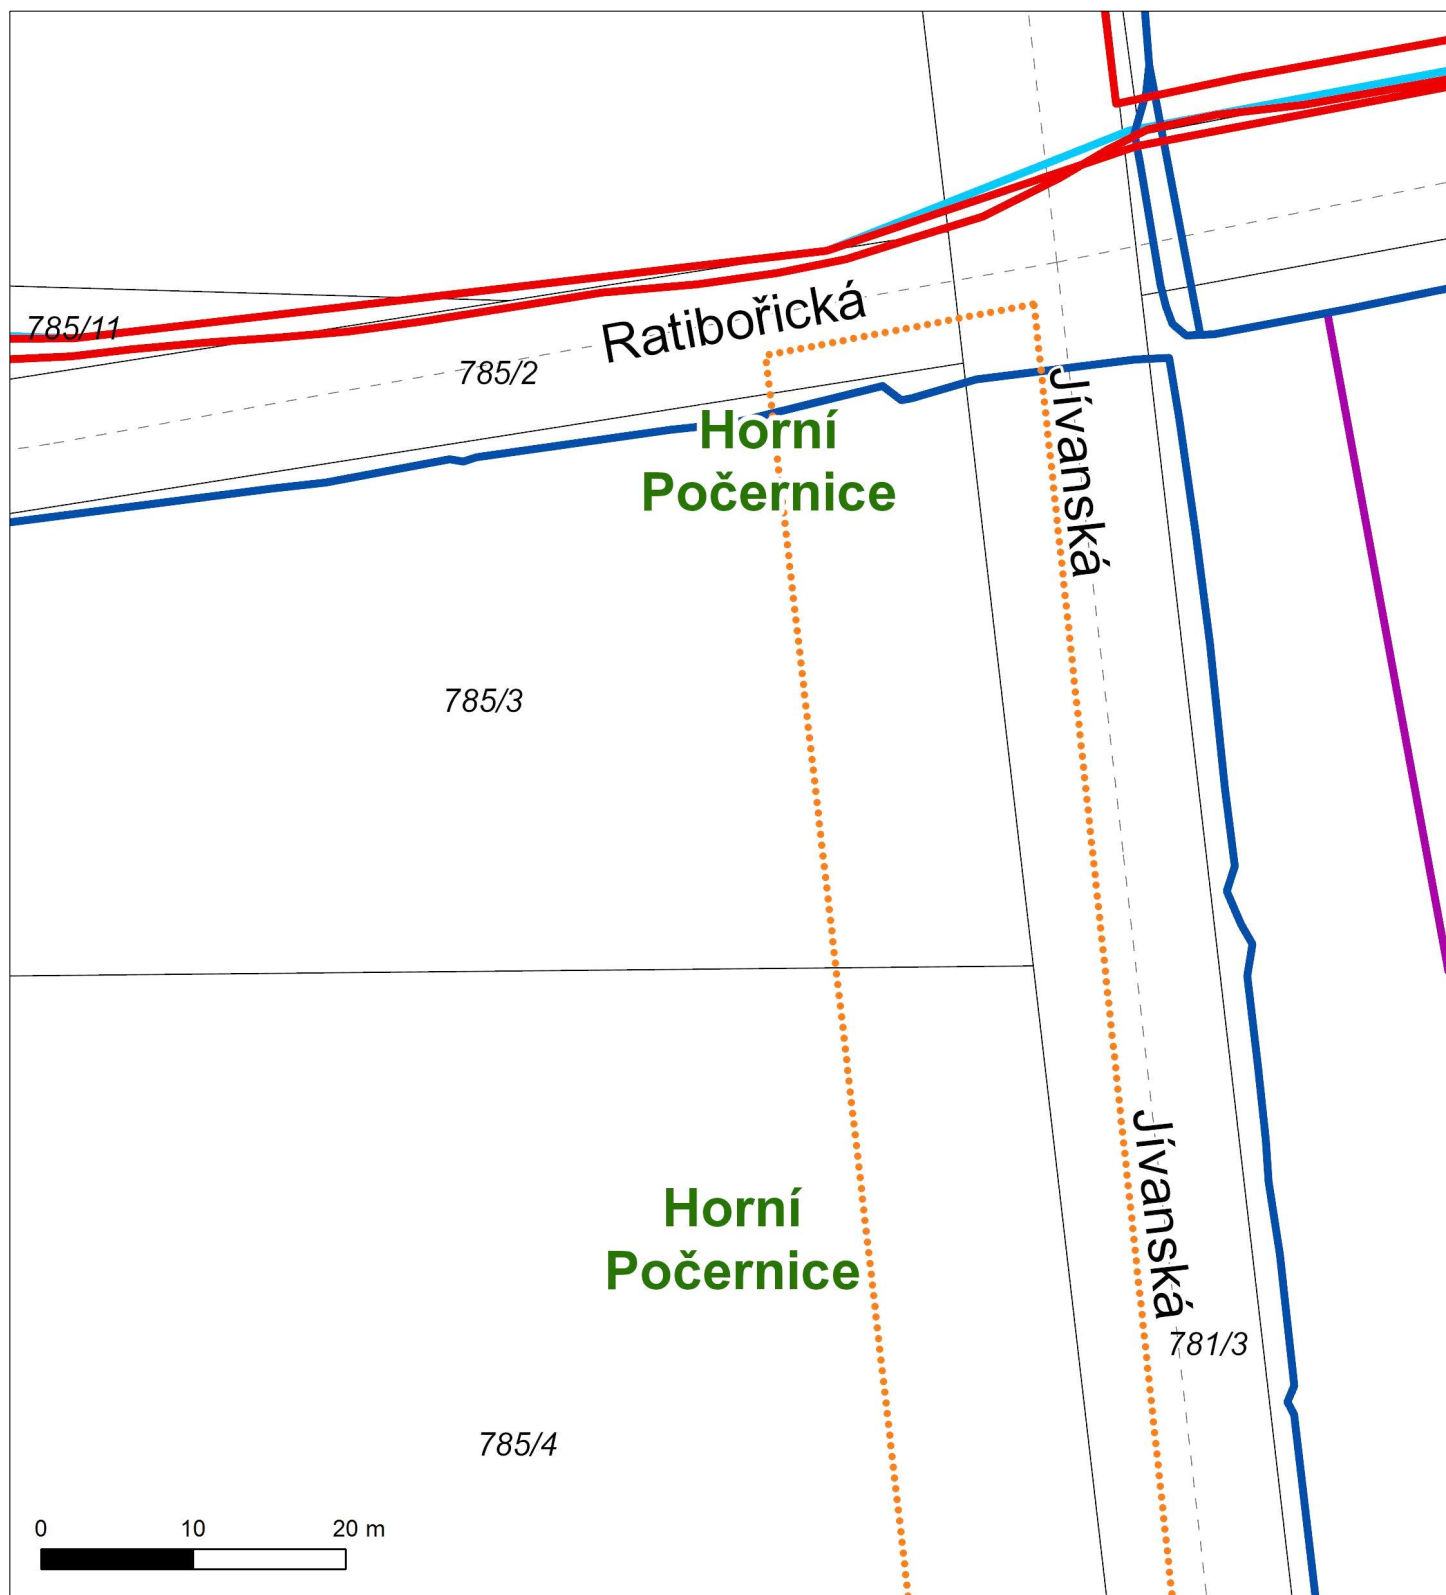 785/11
Ratibořická
785/2
Jívanská
Horní
Počernice
785/3
Jívanská
Horní
Počernice
781/3
785/4
0 10 20 m